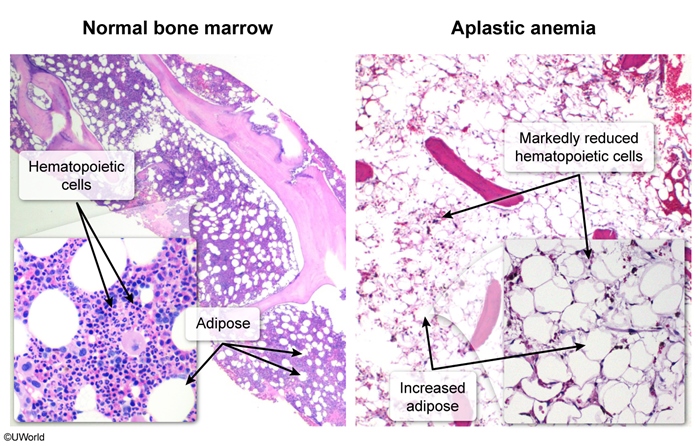 Normal bone marrow
Aplastic anemia
Hematopoietic
cells
Adipose
Markedly reduced
hematopoietic cells
Increased
adipose
©UWorld